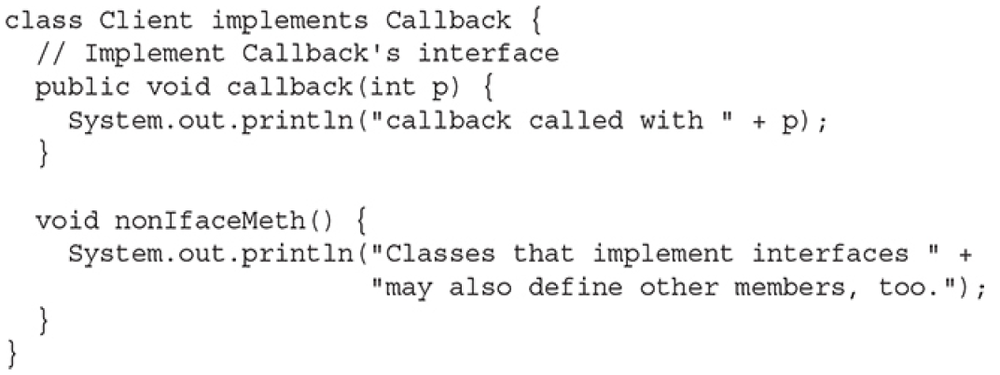 class Client implements Callback {
  // Implement Callback's interface
  public void callback(int p) {
    System.out.println("callback called with " + p);
  }

  void nonIfaceMeth() {
    System.out.println("Classes that implement interfaces " +
                       "may also define other members, too.");
  }
}